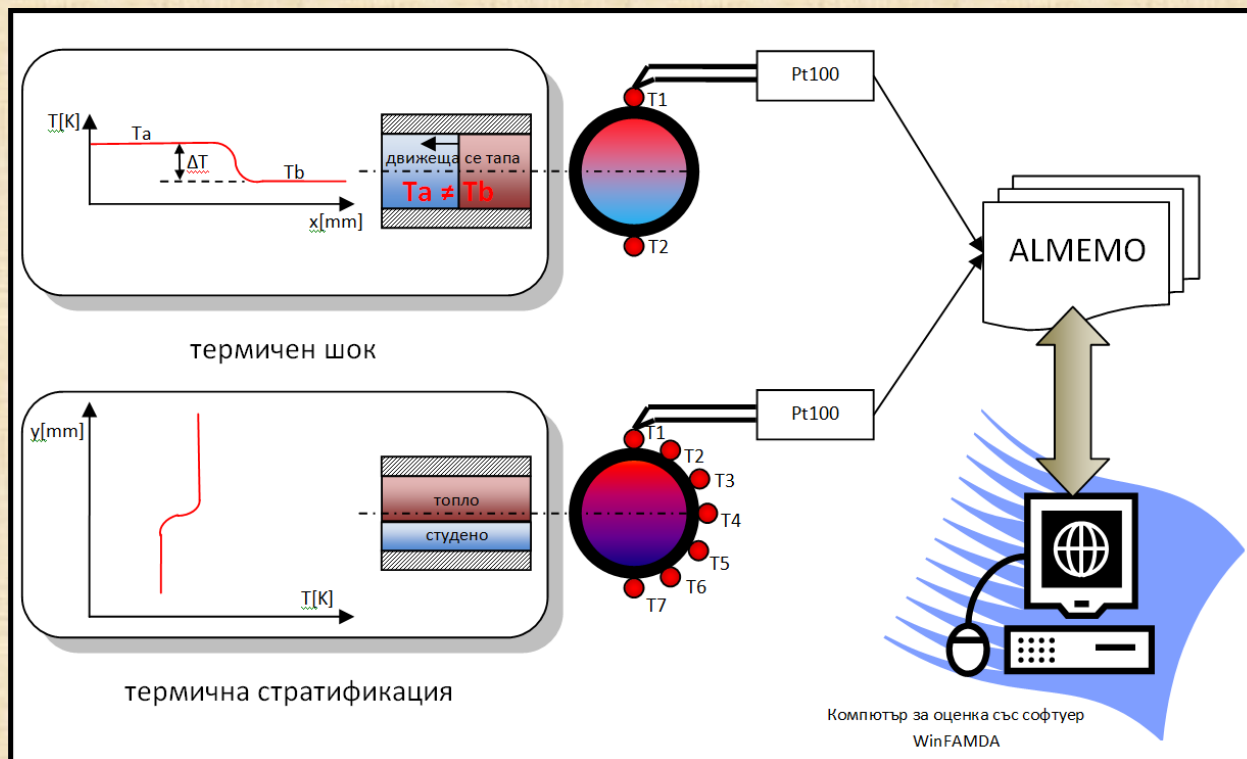 T[K]
Ta
ΔT
Tb
x[mm]
движеща се тапа
Ta ≠ Tb
T1
T2
Pt100
термичен шок
ALMEMO
y[mm]
T[K]
топло
студено
T1
T2
T3
T4
T5
T6
T7
Pt100
термична стратификация
Компютър за оценка със софтуер
WinFAMDA